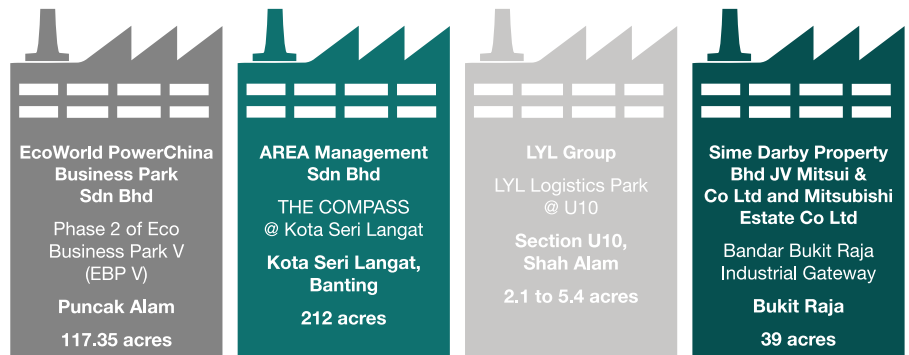 EcoWorld PowerChina
Business Park
Sdn Bhd
Phase 2 of Eco
Business Park V
(EBP V)
Puncak Alam
117.35 acres
AREA Management
Sdn Bhd
THE COMPASS
@ Kota Seri Langat
Kota Seri Langat,
Banting
212 acres
LYL Group
LYL Logistics Park
@ U10
Section U10,
Shah Alam
2.1 to 5.4 acres
Sime Darby Property
Bhd JV Mitsui &
Co Ltd and Mitsubishi
Estate Co Ltd
Bandar Bukit Raja
Industrial Gateway
Bukit Raja
39 acres